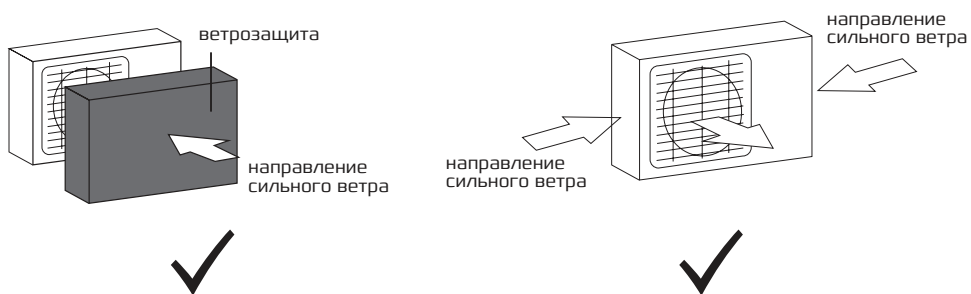 ветрозащита
направление
сильного ветра
направление
сильного ветра
направление
сильного ветра